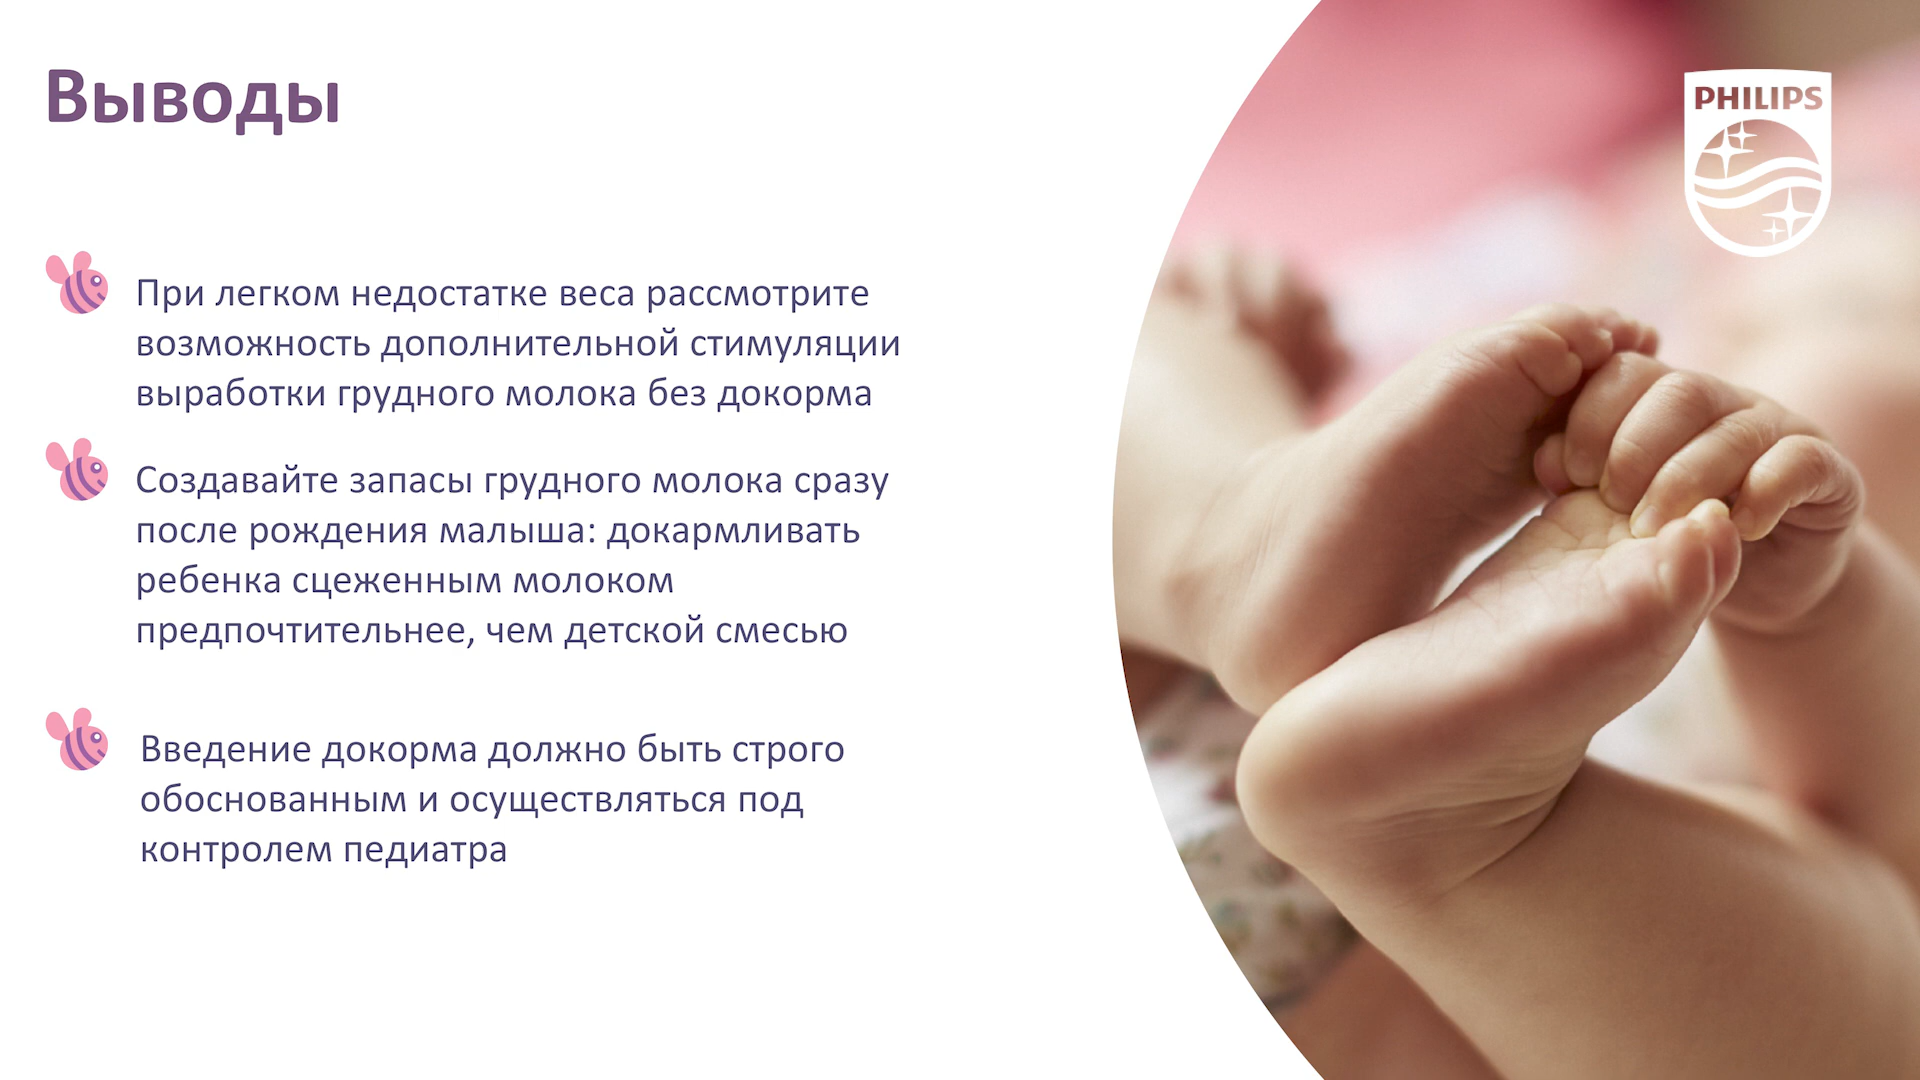 Выводы
PHILIPS
При легком недостатке веса рассмотрите
возможность дополнительной стимуляции
выработки грудного молока без докорма
Создавайте запасы грудного молока сразу
после рождения малыша: докармливать
ребенка сцеженным молоком
предпочтительнее, чем детской смесью
Введение докорма должно быть строго
обоснованным и осуществляться под
контролем педиатра